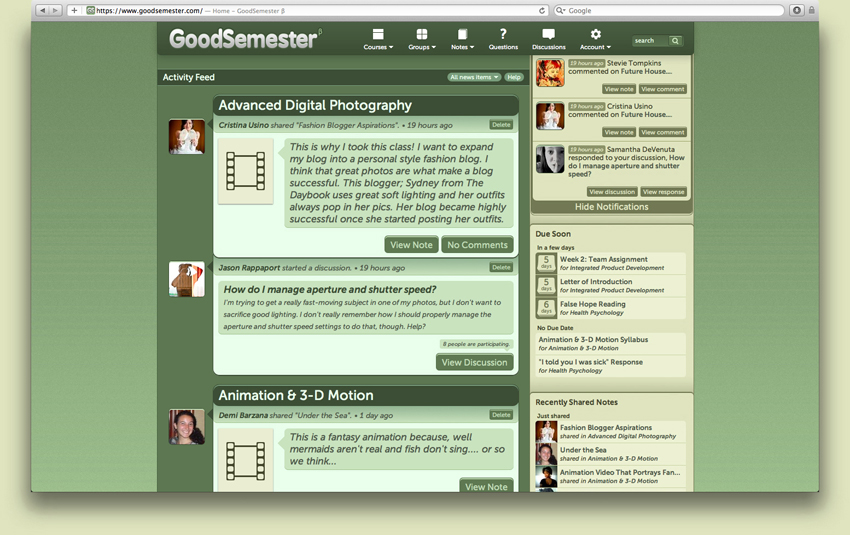 https://www.goodsemester.com/ — Home – GoodSemester β
Google
GoodSemester β
Courses
Groups
Notes
Questions
Discussions
Account
search
Activity Feed
All news items
Help
Advanced Digital Photography
Cristina Usino shared "Fashion Blogger Aspirations". • 19 hours ago
Delete
This is why I took this class! I want to expand
my blog into a personal style fashion blog. I
think that great photos are what make a blog
successful. This blogger; Sydney from The
Daybook uses great soft lighting and her outfits
always pop in her pics. Her blog became highly
successful once she started posting her outfits.
View Note
No Comments
Jason Rappaport started a discussion. • 19 hours ago
Delete
How do I manage aperture and shutter speed?
I'm trying to get a really fast-moving subject in one of my photos, but I don't want to
sacrifice good lighting. I don't really remember how I should properly manage the
aperture and shutter speed settings to do that, though. Help?
8 people are participating.
View Discussion
Animation & 3-D Motion
Demi Barzana shared "Under the Sea". • 1 day ago
Delete
This is a fantasy animation because, well
mermaids aren't real and fish don't sing.... or so
we think...
View Note
19 hours ago Stevie Tompkins
commented on Future House...
View note
View comment
19 hours ago Cristina Usino
commented on Future House...
View note
View comment
19 hours ago Samantha DeVenuta
responded to your discussion, How
do I manage aperture and shutter
speed?
View discussion
View response
Hide Notifications
Due Soon
In a few days
5 days
Week 2: Team Assignment
for Integrated Product Development
5 days
Letter of Introduction
for Integrated Product Development
6 days
False Hope Reading
for Health Psychology
No Due Date
Animation & 3-D Motion Syllabus
for Animation & 3-D Motion
"I told you I was sick" Response
for Health Psychology
Recently Shared Notes
Just shared
Fashion Blogger Aspirations
shared in Advanced Digital Photography
Under the Sea
shared in Animation & 3-D Motion
Animation Video That Portrays Fan...
shared in Animation & 3-D Motion